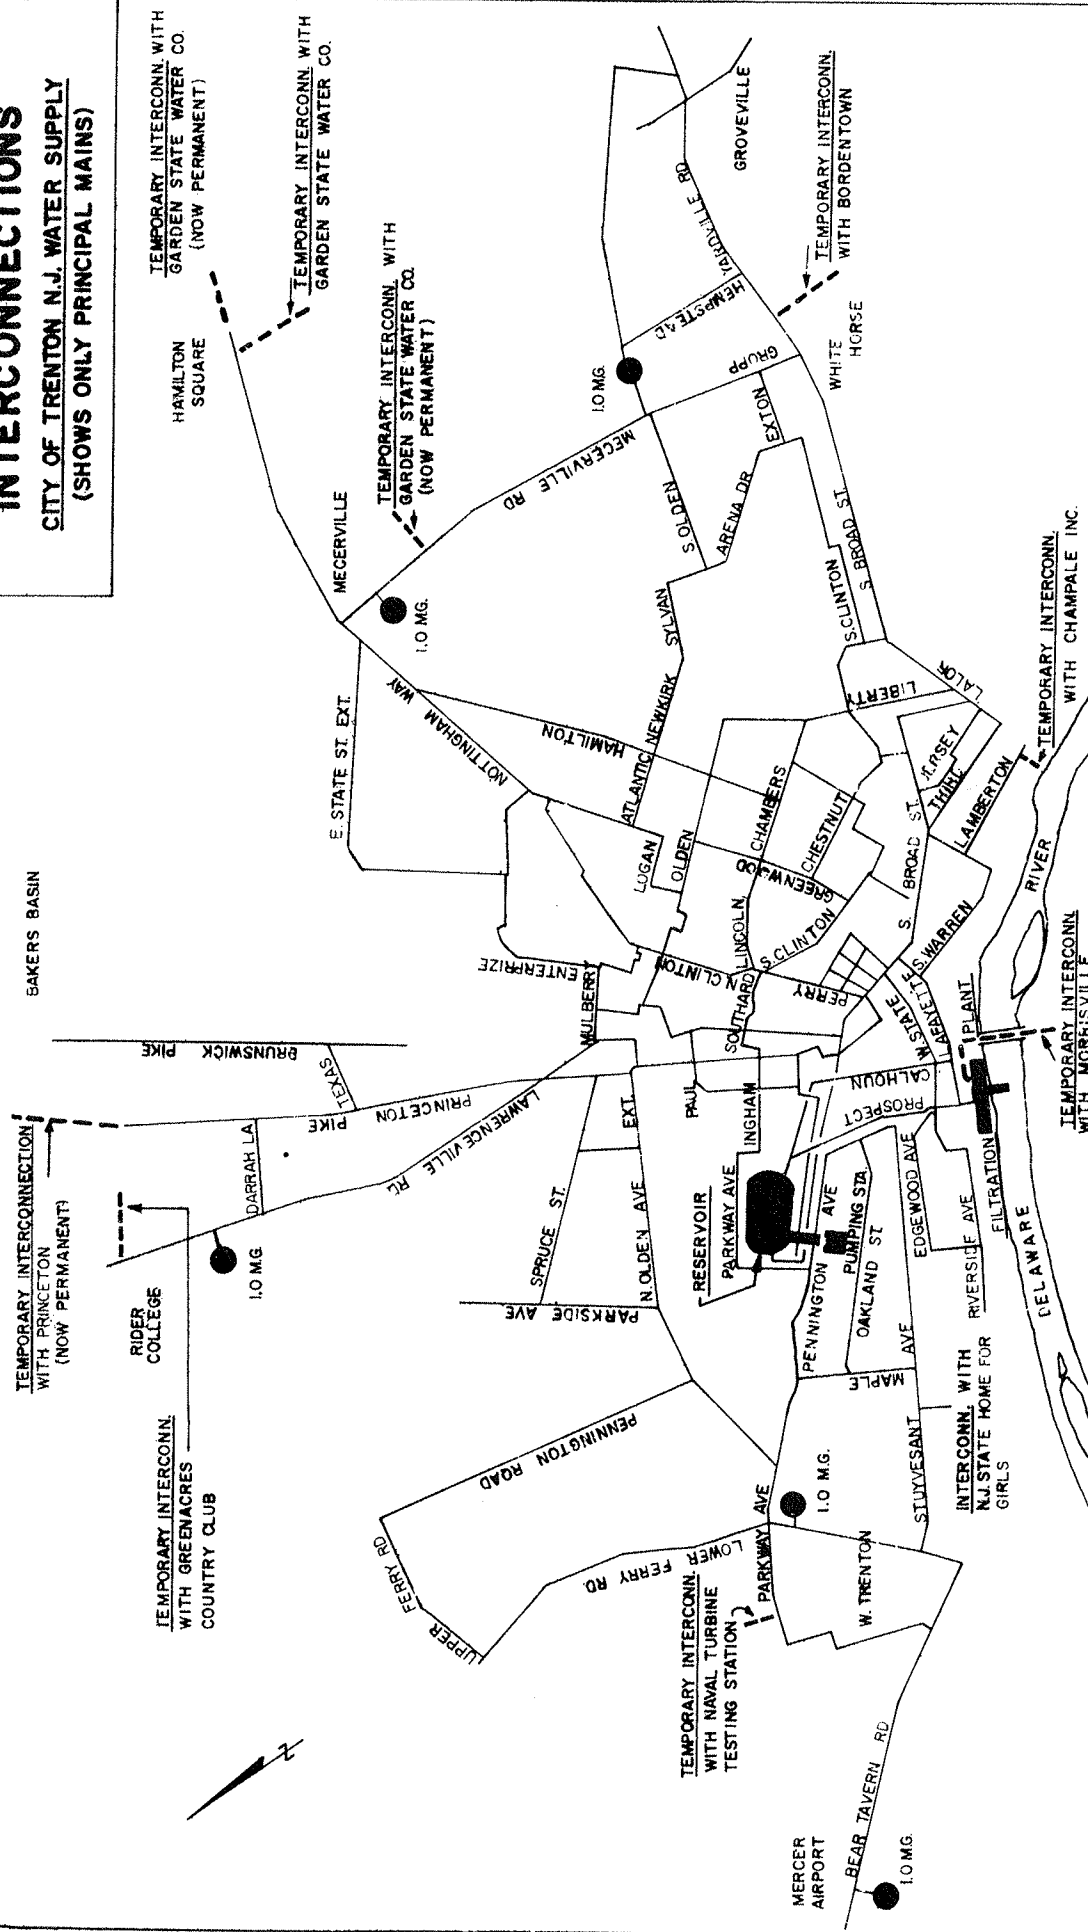 INTERCONNECTIONS
CITY OF TRENTON N.J. WATER SUPPLY
(SHOWS ONLY PRINCIPAL MAINS)
TEMPORARY INTERCONNECTION
WITH PRINCETON
(NOW PERMANENT)
RIDER
COLLEGE
TEMPORARY INTERCONN.
WITH GREENACRES
COUNTRY CLUB
1.0 M.G.
DARRAH LA
BAKERS BASIN
BRUNSWICK PIKE
TEXAS
PRINCETON PIKE
LAWRENCEVILLE RD.
TEMPORARY INTERCONN. WITH
GARDEN STATE WATER CO.
(NOW PERMANENT)
TEMPORARY INTERCONN. WITH
GARDEN STATE WATER CO.
HAMILTON
SQUARE
TEMPORARY INTERCONN. WITH
GARDEN STATE WATER CO.
(NOW PERMANENT)
MECERVILLE
1.0 M.G.
MECERVILLE RD
E. STATE ST. EXT.
NOTTINGHAM WAY
HAMILTON
1.0 M.G.
HEMPSTEAD
YARDVILLE RD
GROVEVILLE
TEMPORARY INTERCONN.
WITH BORDENTOWN
WHITE
HORSE
GRUPP
EXTON
S. OLDEN
ARENA DR
S. BROAD ST.
S. CLINTON
SYLVAN
NEWKIRK
ATLANTIC
LOGAN
OLDEN
CHAMBERS
CHESTNUT
GREENWOOD
LIBERTY
LALOR
JERSEY
THIRD
LAMBERTON
TEMPORARY INTERCONN.
WITH CHAMPALE INC.
S. BROAD ST.
S. WARREN
LAFAYETTE
W. STATE
PERRY
S. CLINTON
LINCOLN
SOUTHARD
N. CLINTON
ENTERPRIZE
MULBERRY
PAUL
INGHAM
CALHOUN
PROSPECT
FILTRATION PLANT
TEMPORARY INTERCONN.
WITH MORRISVILLE
DELAWARE RIVER
SPRUCE ST.
N. OLDEN AVE EXT.
PARKSIDE AVE
RESERVOIR
PARKWAY AVE
PENNINGTON AVE
PUMPING STA.
OAKLAND ST
EDGEWOOD AVE
RIVERSIDE AVE
MAPLE
STUYVESANT AVE
INTERCONN. WITH
N.J. STATE HOME FOR
GIRLS
PENNINGTON ROAD
UPPER FERRY RD
LOWER FERRY RD.
PARKWAY AVE
1.0 M.G.
W. TRENTON
TEMPORARY INTERCONN.
WITH NAVAL TURBINE
TESTING STATION
Z
BEAR TAVERN RD
MERCER
AIRPORT
1.0 M.G.